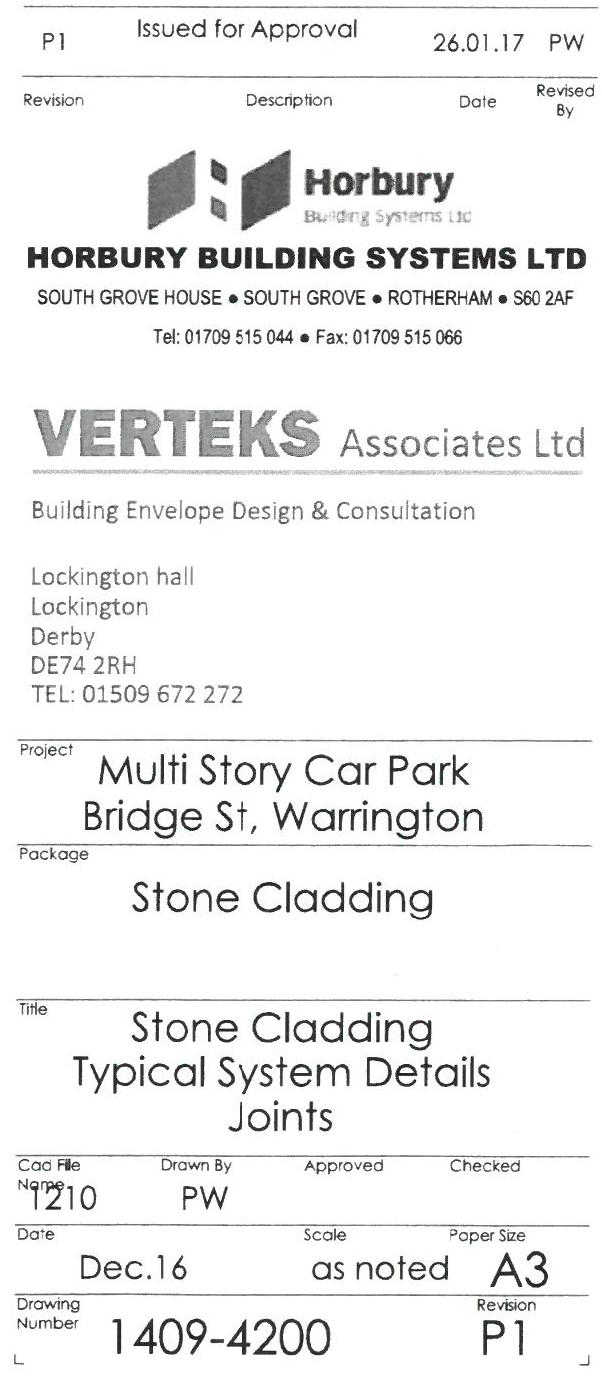 P1 Issued for Approval 26.01.17 PW
Revision Description Date Revised By
Horbury
Building Systems Ltd
HORBURY BUILDING SYSTEMS LTD
SOUTH GROVE HOUSE ● SOUTH GROVE ● ROTHERHAM ● S60 2AF
Tel: 01709 515 044 ● Fax: 01709 515 066
VERTEKS Associates Ltd
Building Envelope Design & Consultation
Lockington hall
Lockington
Derby
DE74 2RH
TEL: 01509 672 272
Project
Multi Story Car Park
Bridge St, Warrington
Package
Stone Cladding
Title
Stone Cladding
Typical System Details
Joints
Cad File Name Drawn By Approved Checked
1210 PW
Date Scale Paper Size
Dec.16 as noted A3
Drawing Number Revision
1409-4200 P1